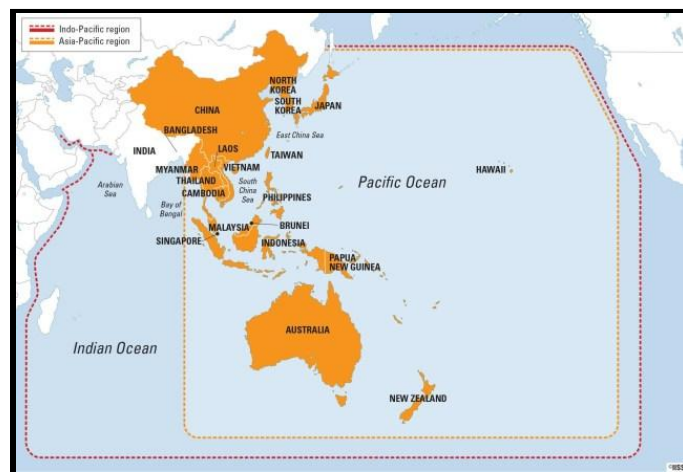 Indo-Pacific region
Asia-Pacific region
NORTH
KOREA
SOUTH
KOREA
JAPAN
CHINA
East China Sea
BANGLADESH
INDIA
LAOS
TAIWAN
MYANMAR
VIETNAM
THAILAND
South
China
Sea
CAMBODIA
Arabian
Sea
Bay of
Bengal
PHILIPPINES
Pacific Ocean
HAWAII
MALAYSIA
BRUNEI
SINGAPORE
INDONESIA
PAPUA
NEW GUINEA
AUSTRALIA
Indian Ocean
NEW ZEALAND